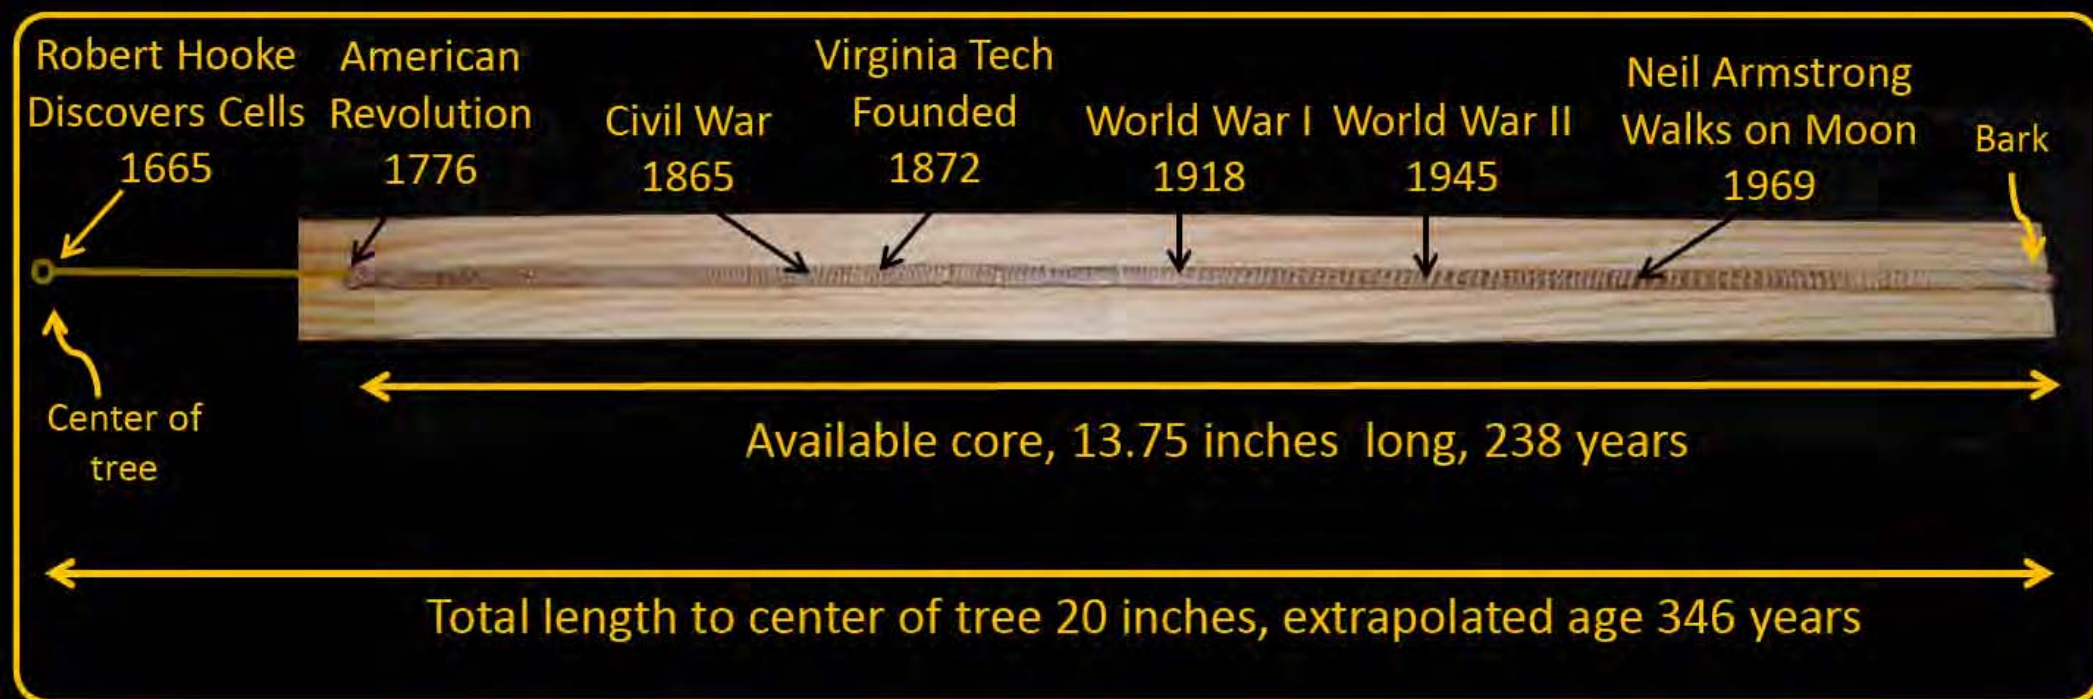 Robert Hooke
Discovers Cells
1665
American
Revolution
1776
Civil War
1865
Virginia Tech
Founded
1872
World War I
1918
World War II
1945
Neil Armstrong
Walks on Moon
1969
Bark
Center of
tree
Available core, 13.75 inches long, 238 years
Total length to center of tree 20 inches, extrapolated age 346 years